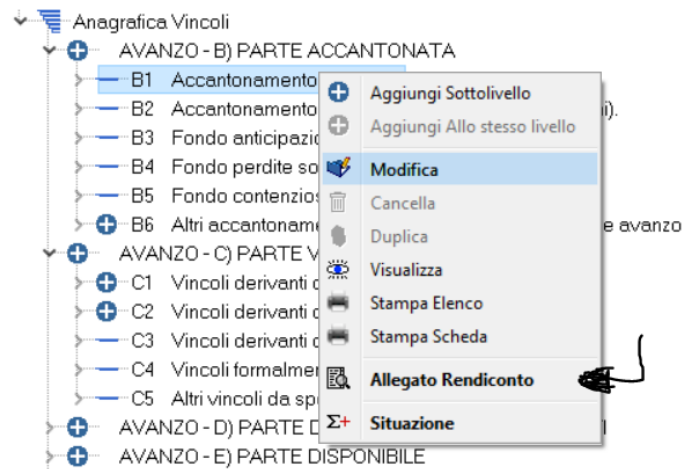 Anagrafica Vincoli
AVANZO - B) PARTE ACCANTONATA
B1 Accantonamento
B2 Accantonamento i).
B3 Fondo anticipazio
B4 Fondo perdite so
B5 Fondo contenzios
B6 Altri accantoname e avanzo
AVANZO - C) PARTE V
C1 Vincoli derivanti d
C2 Vincoli derivanti d
C3 Vincoli derivanti d
C4 Vincoli formalmer
C5 Altri vincoli da spe
AVANZO - D) PARTE D I
AVANZO - E) PARTE DISPONIBILE
Aggiungi Sottolivello
Aggiungi Allo stesso livello
Modifica
Cancella
Duplica
Visualizza
Stampa Elenco
Stampa Scheda
Allegato Rendiconto
Σ+ Situazione